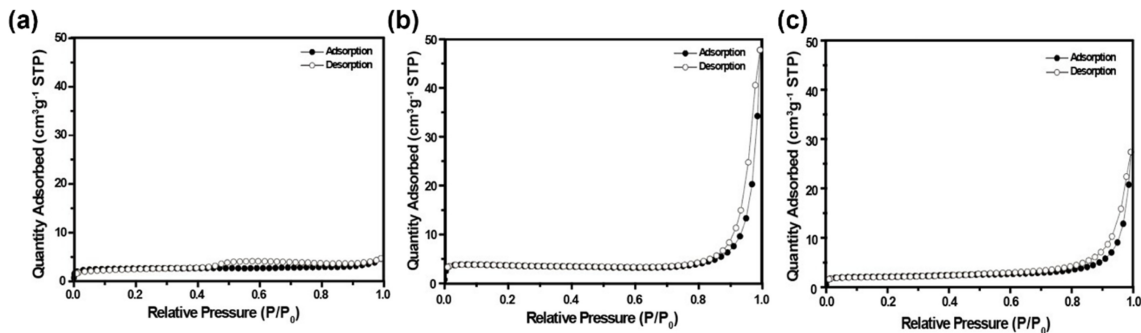 (a)
50
40
30
20
10
0
Quantity Adsorbed (cm³g⁻¹ STP)
Adsorption
Desorption
0.0 0.2 0.4 0.6 0.8 1.0
Relative Pressure (P/P₀)
(b)
50
40
30
20
10
0
Quantity Adsorbed (cm³g⁻¹ STP)
Adsorption
Desorption
0.0 0.2 0.4 0.6 0.8 1.0
Relative Pressure (P/P₀)
(c)
50
40
30
20
10
0
Quantity Adsorbed (cm³g⁻¹ STP)
Adsorption
Desorption
0.0 0.2 0.4 0.6 0.8 1.0
Relative Pressure (P/P₀)